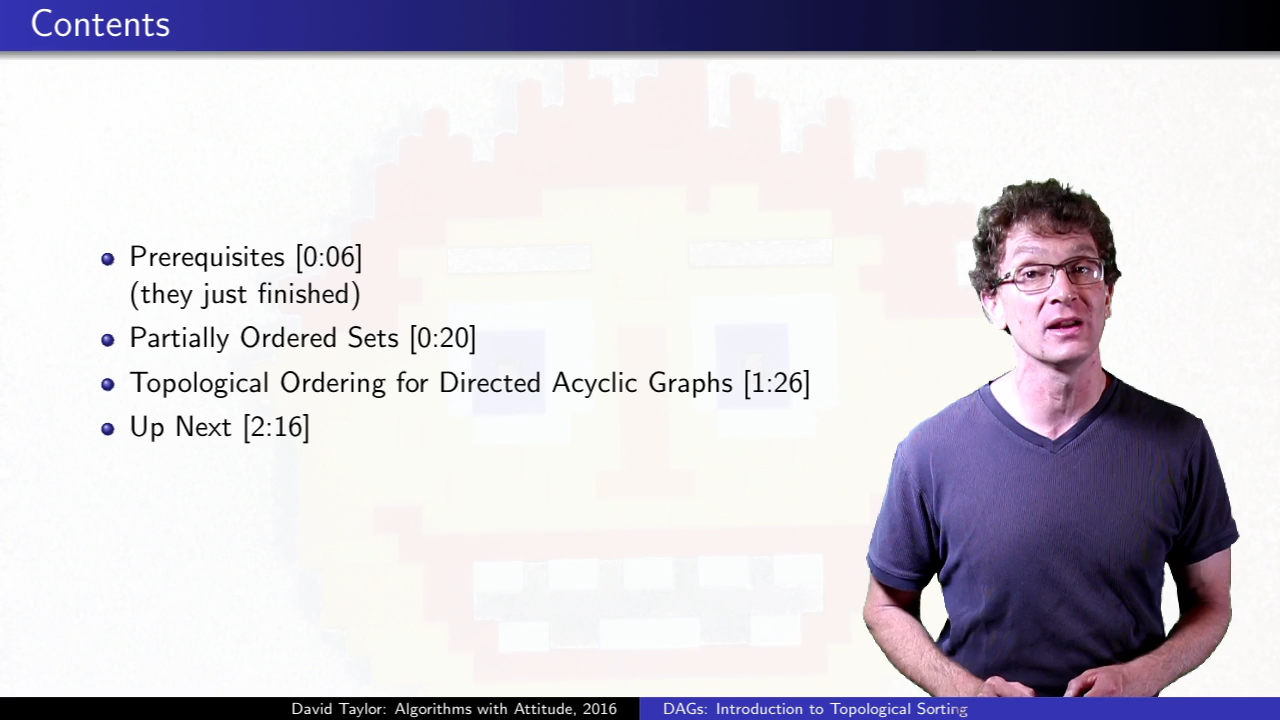 Contents
Prerequisites [0:06]
(they just finished)
Partially Ordered Sets [0:20]
Topological Ordering for Directed Acyclic Graphs [1:26]
Up Next [2:16]
David Taylor: Algorithms with Attitude, 2016
DAGs: Introduction to Topological Sorting